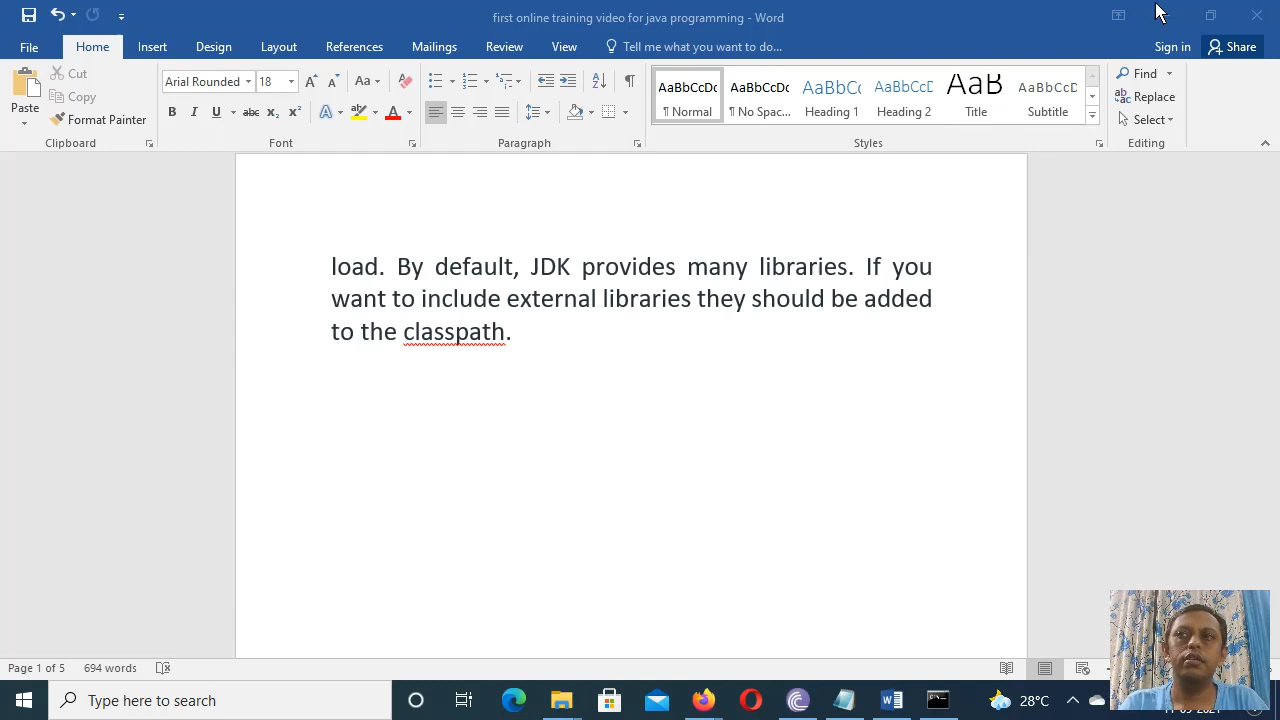 first online training video for java programming - Word
File Home Insert Design Layout References Mailings Review View Tell me what you want to do... Sign in Share
Paste
Cut
Copy
Format Painter
Clipboard
Arial Rounded 18
Font
Paragraph
AaBbCcDc AaBbCcDc AaBbCc AaBbCcD AaB AaBbCcD
¶ Normal ¶ No Spac... Heading 1 Heading 2 Title Subtitle
Styles
Find
Replace
Select
Editing
load. By default, JDK provides many libraries. If you
want to include external libraries they should be added
to the classpath.
Page 1 of 5 694 words
Type here to search
28°C